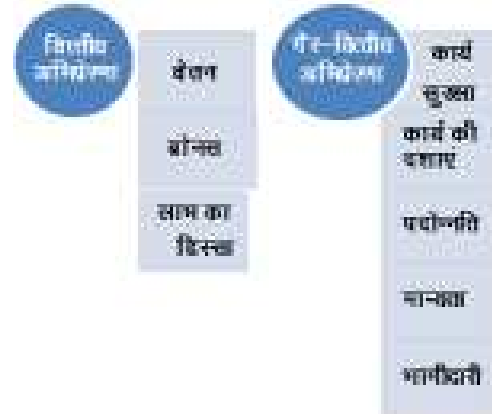 वित्तीय
अभिप्रेरणा
वेतन
बोनस
लाभ का
हिस्सा
गैर-वित्तीय
अभिप्रेरणा
कार्य
सुरक्षा
कार्य की
दशाएं
पदोन्नति
मान्यता
भागीदारी